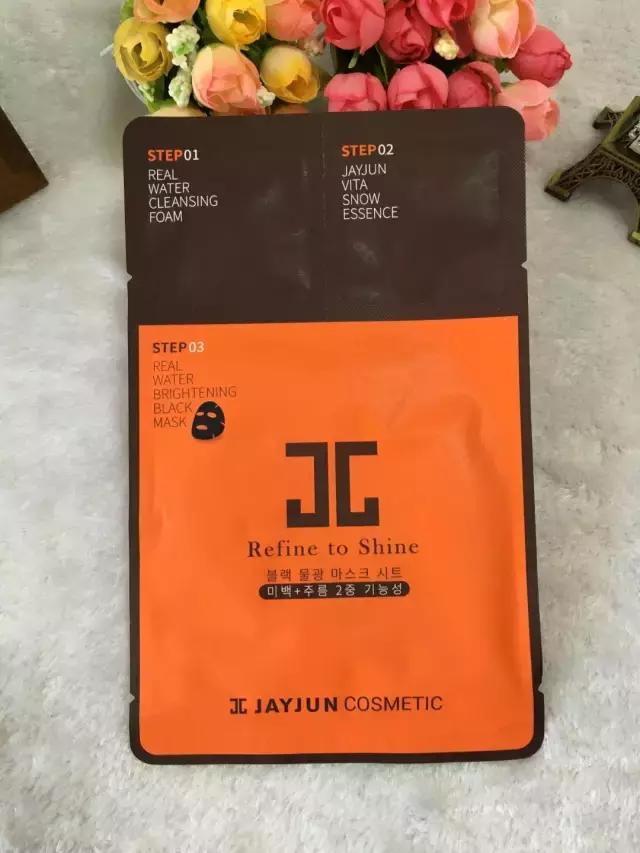 STEP01
REAL
WATER
CLEANSING
FOAM
STEP02
JAYJUN
VITA
SNOW
ESSENCE
STEP03
REAL
WATER
BRIGHTENING
BLACK
MASK
Refine to Shine
블랙 물광 마스크 시트
미백+주름 2중 기능성
JAYJUN COSMETIC